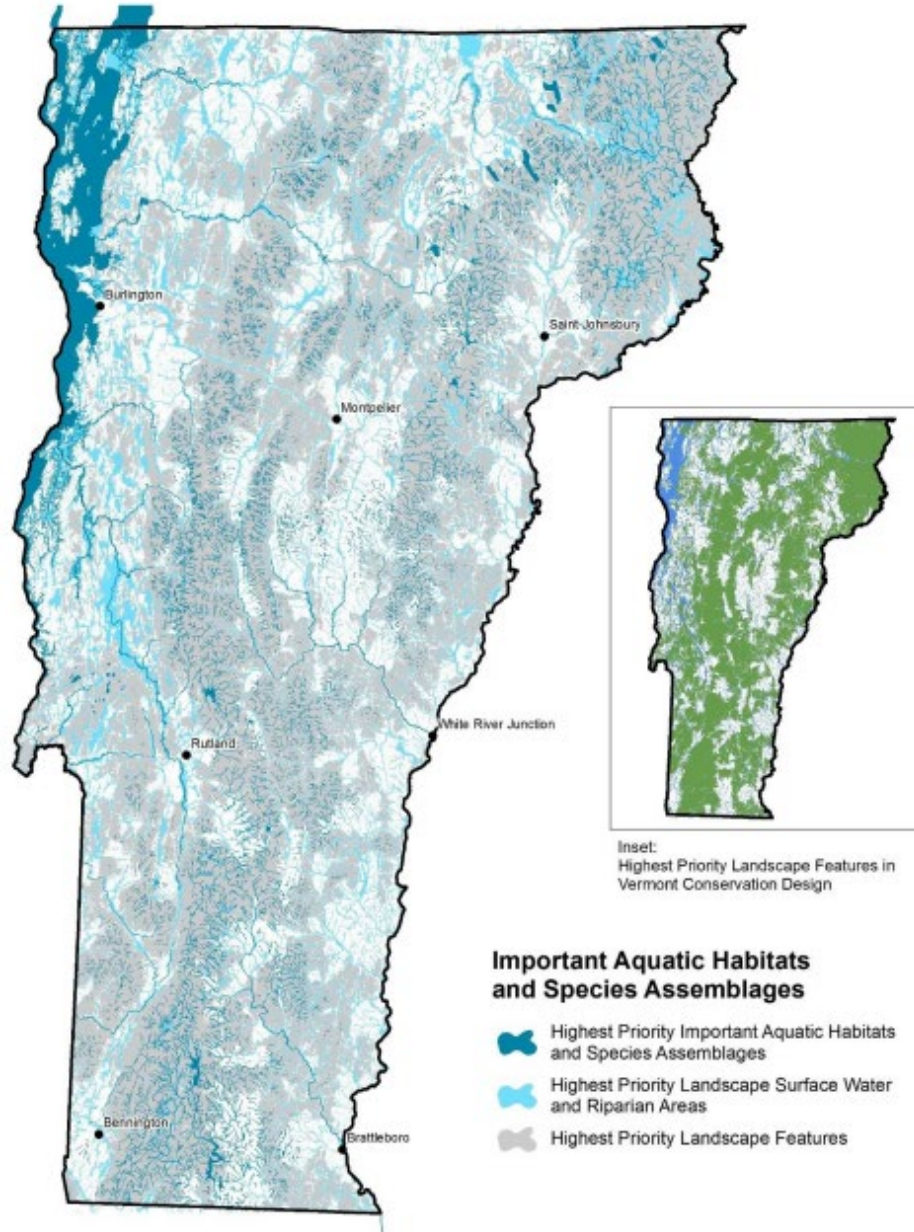 Burlington
Saint Johnsbury
Montpelier
White River Junction
Rutland
Bennington
Brattleboro
Inset:
Highest Priority Landscape Features in
Vermont Conservation Design
Important Aquatic Habitats
and Species Assemblages
Highest Priority Important Aquatic Habitats
and Species Assemblages
Highest Priority Landscape Surface Water
and Riparian Areas
Highest Priority Landscape Features